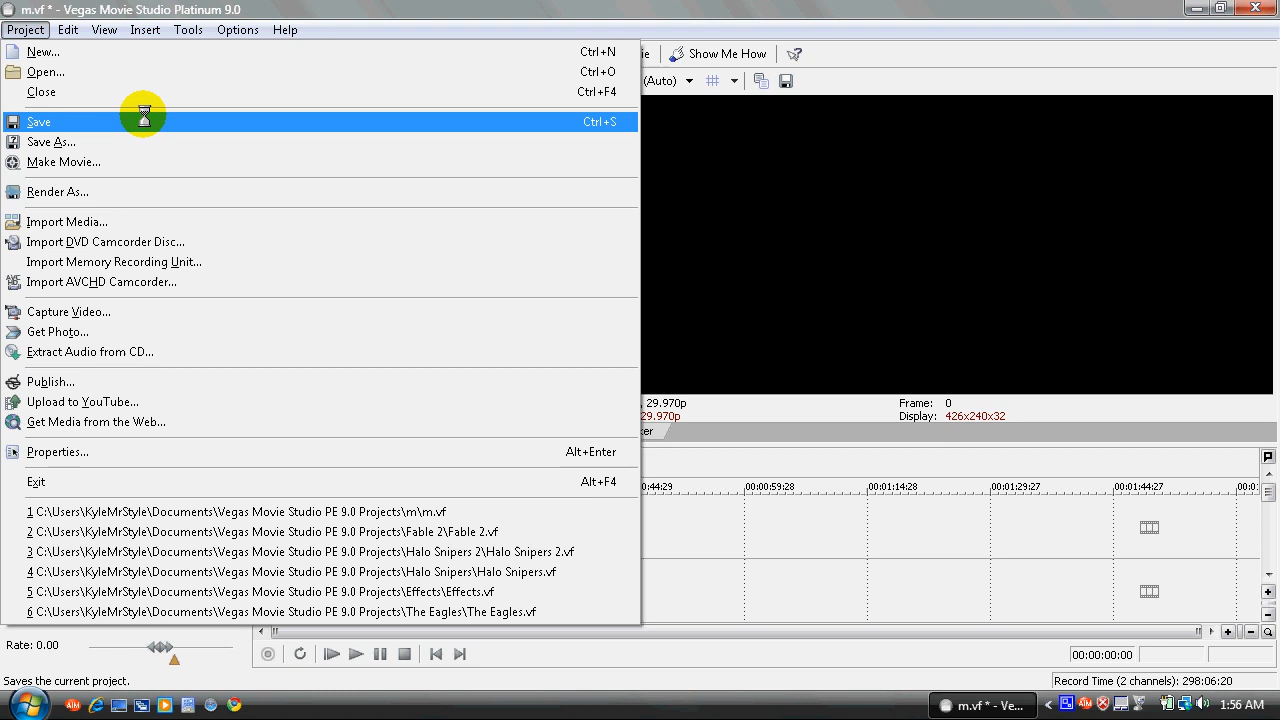 m.vf * - Vegas Movie Studio Platinum 9.0
Project Edit View Insert Tools Options Help
New... Ctrl+N
Open... Ctrl+O
Close Ctrl+F4
Save Ctrl+S
Save As...
Make Movie...
Render As...
Import Media...
Import DVD Camcorder Disc...
Import Memory Recording Unit...
Import AVCHD Camcorder...
Capture Video...
Get Photo...
Extract Audio from CD...
Publish...
Upload to YouTube...
Get Media from the Web...
Properties... Alt+Enter
Exit Alt+F4
1 C:\Users\KyleMrStyle\Documents\Vegas Movie Studio PE 9.0 Projects\m\m.vf
2 C:\Users\KyleMrStyle\Documents\Vegas Movie Studio PE 9.0 Projects\Fable 2\Fable 2.vf
3 C:\Users\KyleMrStyle\Documents\Vegas Movie Studio PE 9.0 Projects\Halo Snipers 2\Halo Snipers 2.vf
4 C:\Users\KyleMrStyle\Documents\Vegas Movie Studio PE 9.0 Projects\Halo Snipers\Halo Snipers.vf
5 C:\Users\KyleMrStyle\Documents\Vegas Movie Studio PE 9.0 Projects\Effects\Effects.vf
6 C:\Users\KyleMrStyle\Documents\Vegas Movie Studio PE 9.0 Projects\The Eagles\The Eagles.vf
ie Show Me How
(Auto)
, 29.970p Frame: 0
29.970p Display: 426x240x32
ker
:44:29 00:00:59:28 00:01:14:28 00:01:29:27 00:01:44:27 00:0
Rate: 0.00
00:00:00:00
Saves the current project. Record Time (2 channels): 298:06:20
m.vf * - Ve... 1:56 AM